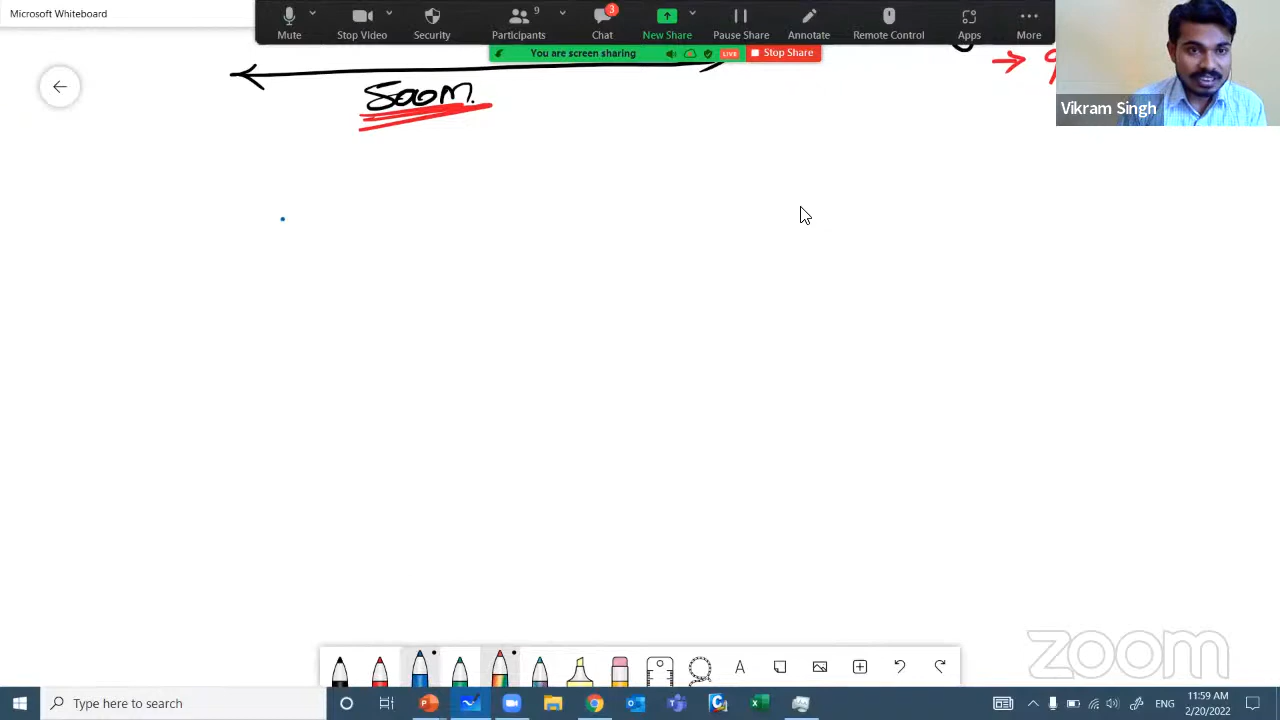 Microsoft Whiteboard
9
3
Mute Stop Video Security Participants Chat New Share Pause Share Annotate Remote Control Apps More
You are screen sharing LIVE Stop Share
500m.
Vikram Singh
A
zoom
Type here to search
ENG
11:59 AM
2/20/2022